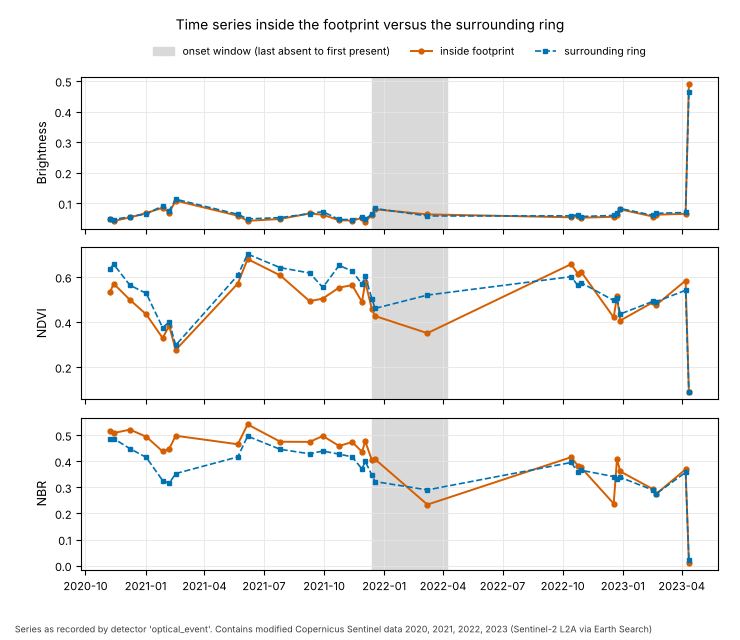 Time series inside the footprint versus the surrounding ring
onset window (last absent to first present) inside footprint surrounding ring
Brightness
0.5
0.4
0.3
0.2
0.1
NDVI
0.6
0.4
0.2
NBR
0.5
0.4
0.3
0.2
0.1
0.0
2020-10 2021-01 2021-04 2021-07 2021-10 2022-01 2022-04 2022-07 2022-10 2023-01 2023-04
Series as recorded by detector 'optical_event'. Contains modified Copernicus Sentinel data 2020, 2021, 2022, 2023 (Sentinel-2 L2A via Earth Search)